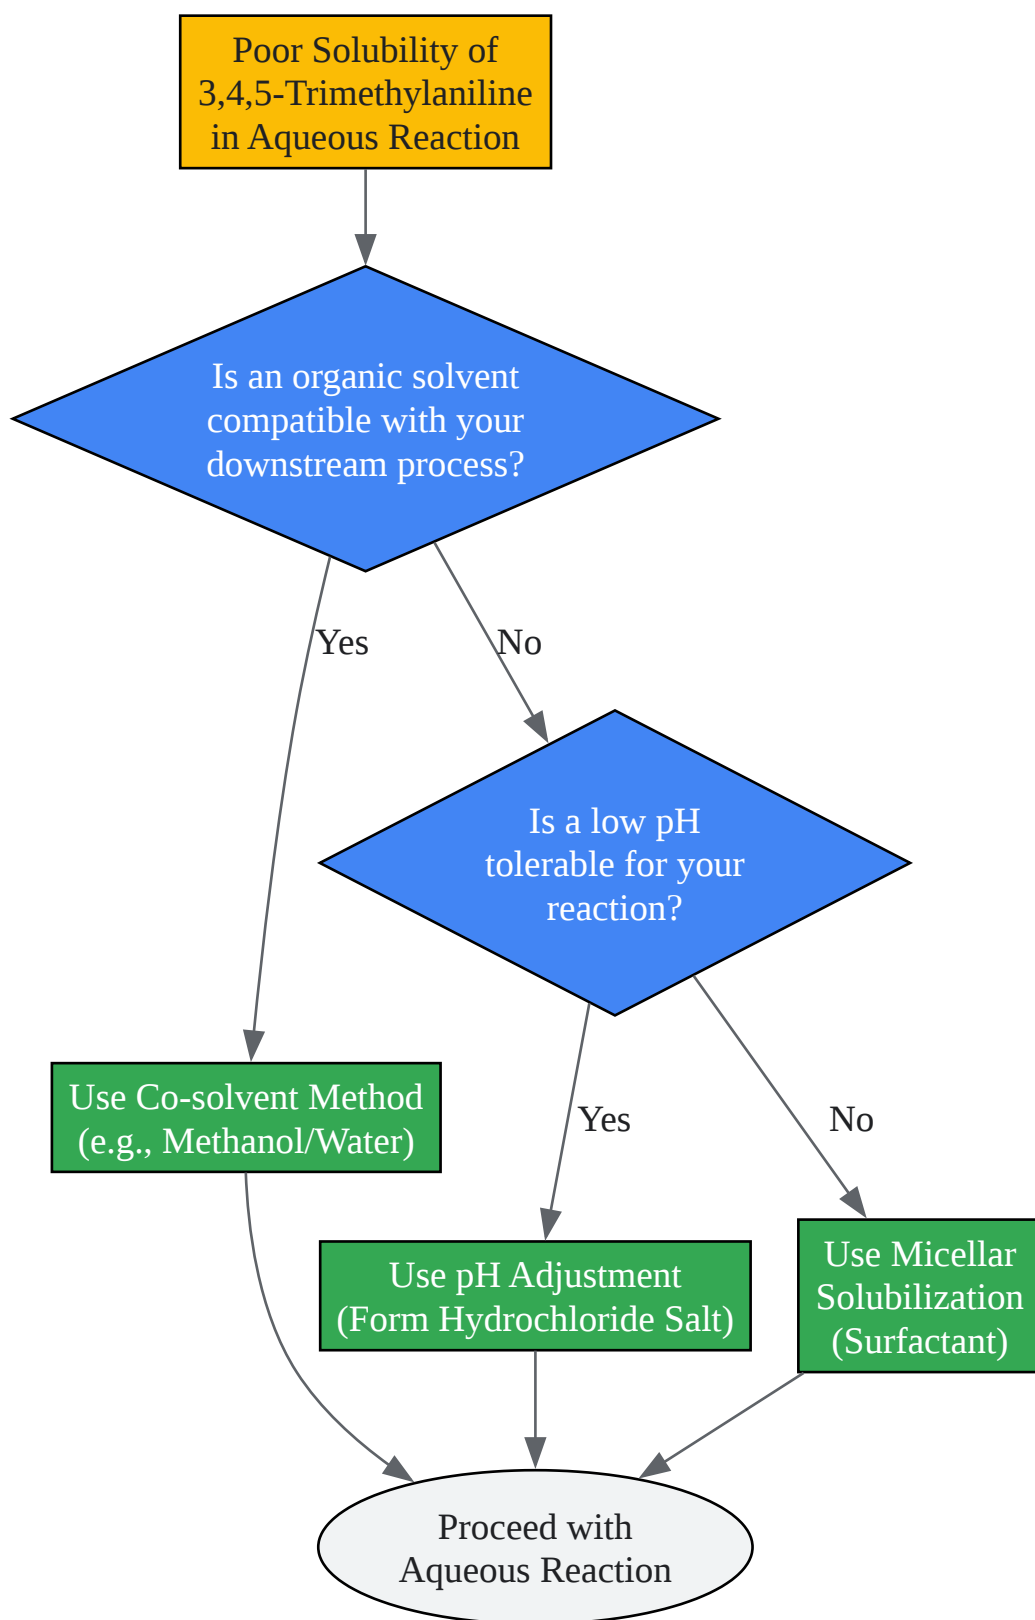 Poor Solubility of
3,4,5-Trimethylaniline
in Aqueous Reaction
Is an organic solvent
compatible with your
downstream process?
Yes
No
Is a low pH
tolerable for your
reaction?
Use Co-solvent Method
(e.g., Methanol/Water)
Yes
No
Use pH Adjustment
(Form Hydrochloride Salt)
Use Micellar
Solubilization
(Surfactant)
Proceed with
Aqueous Reaction